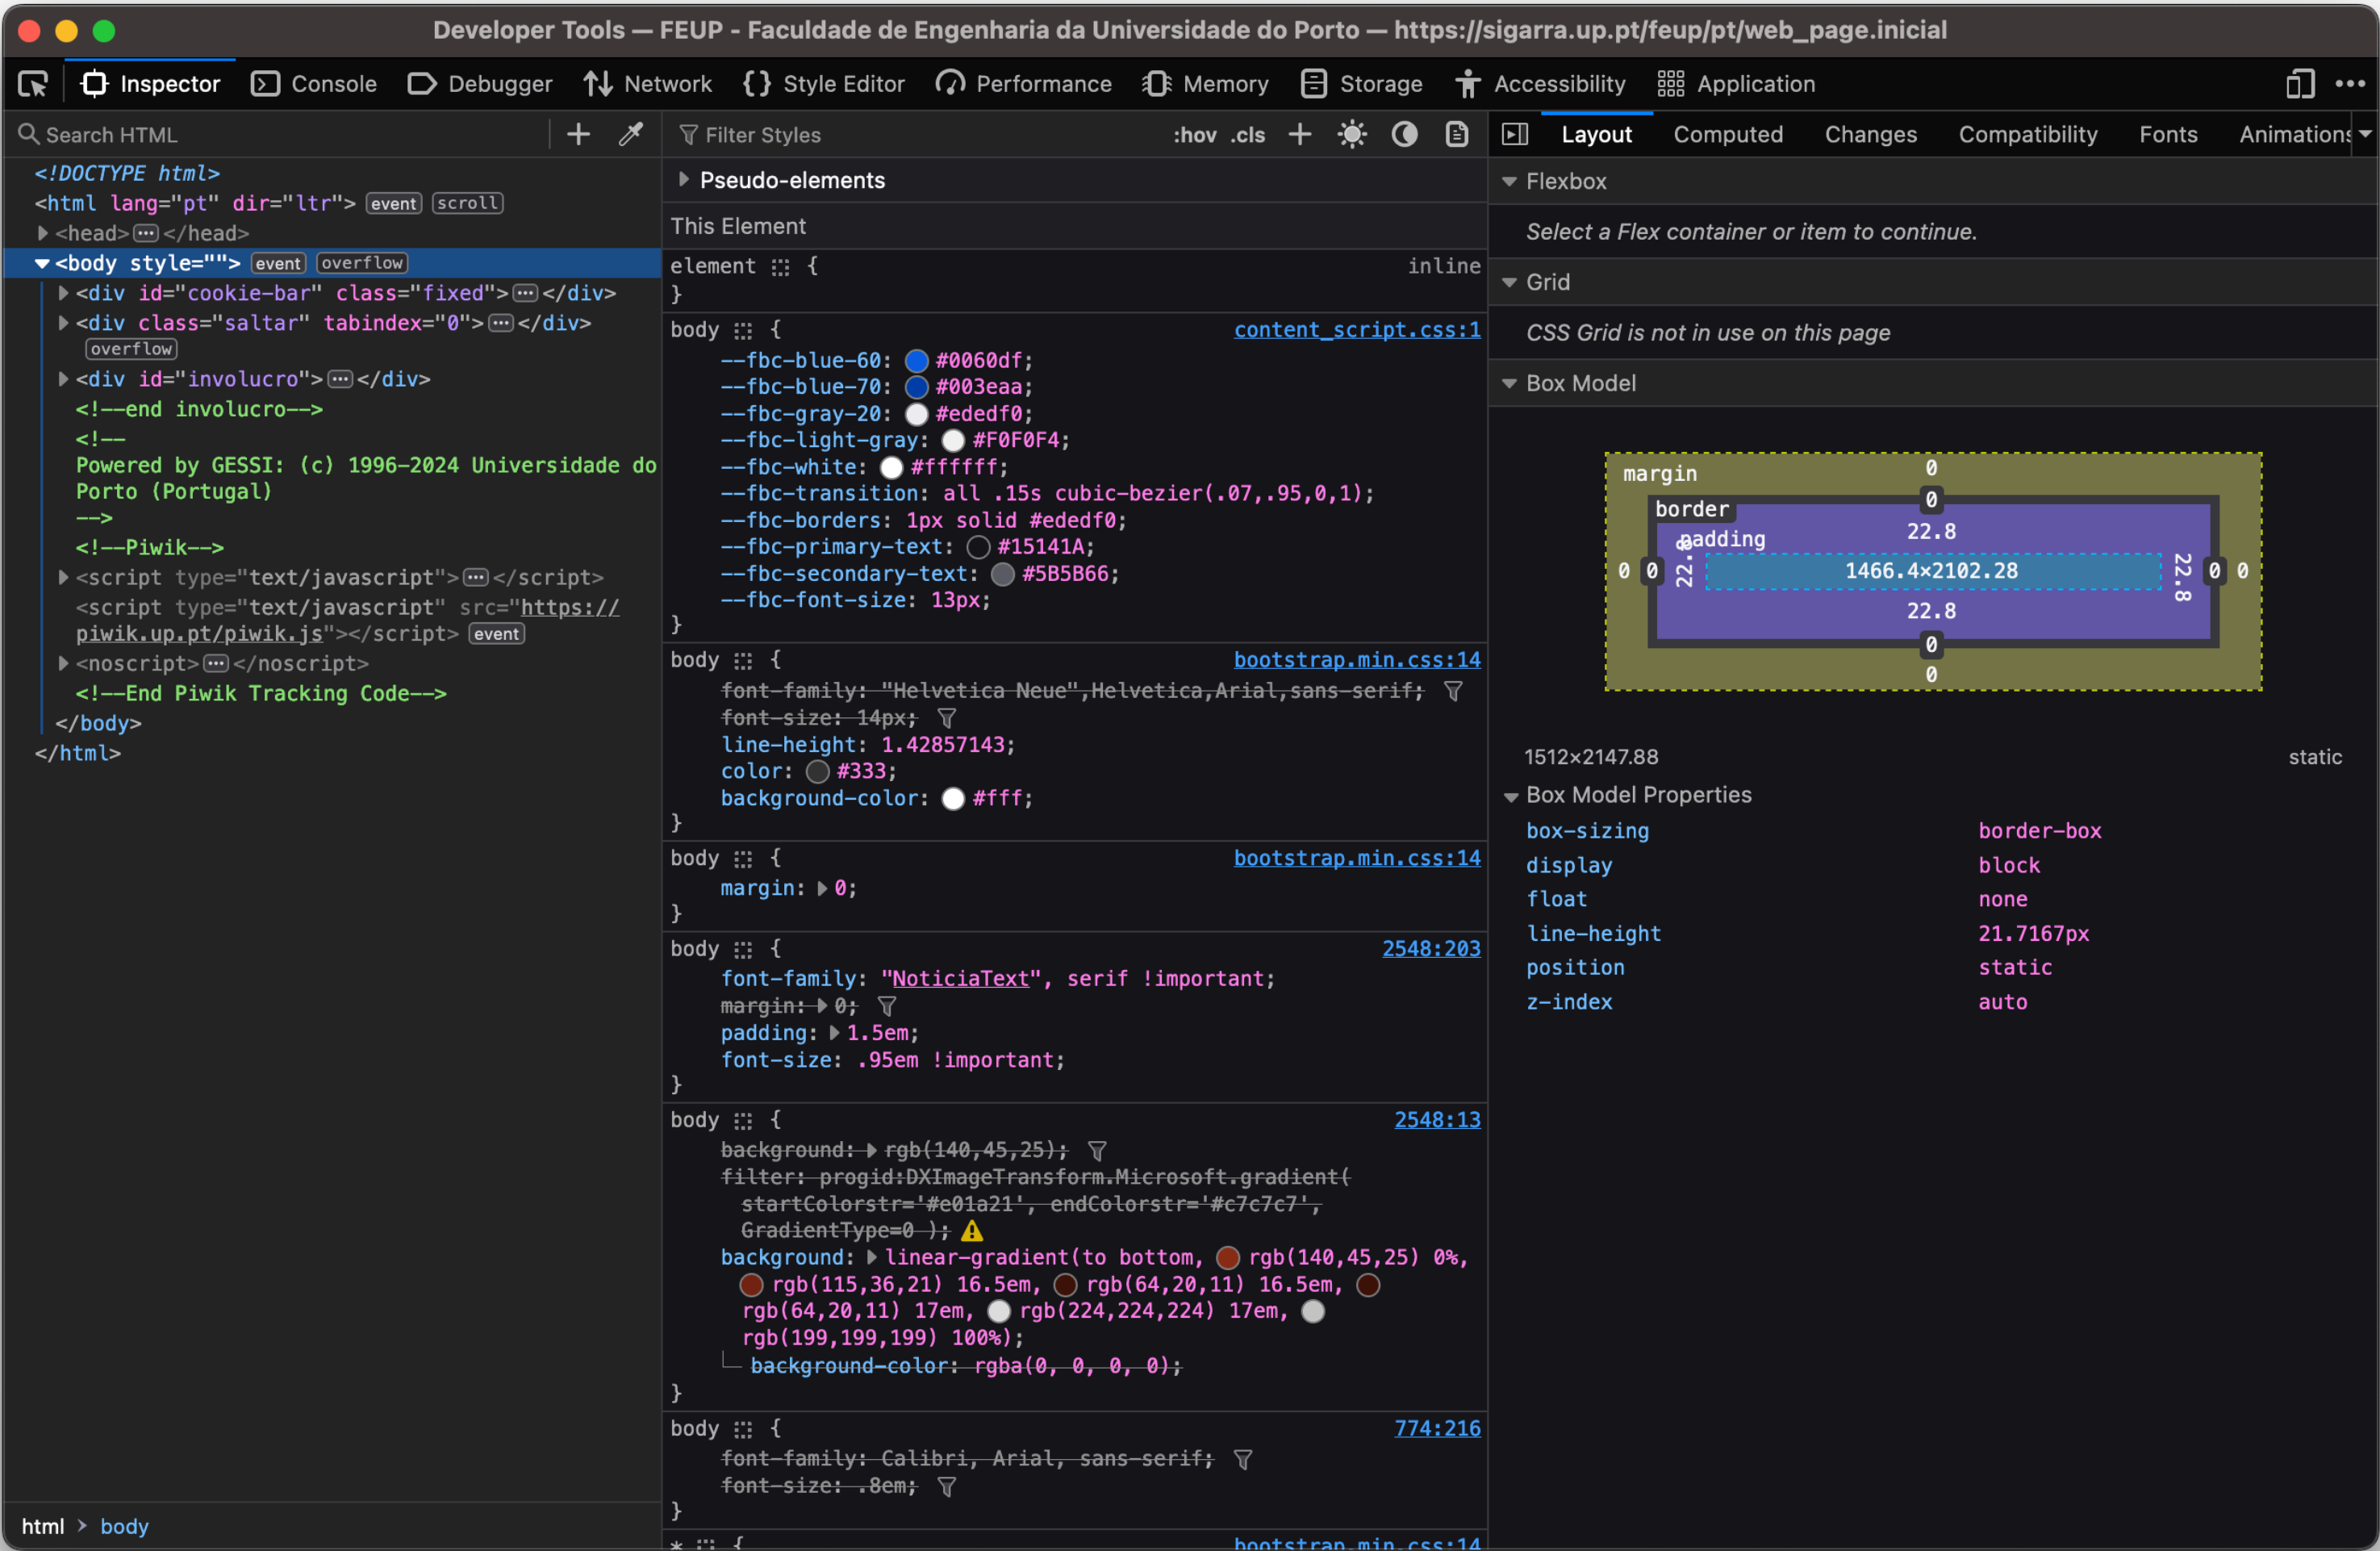 Developer Tools — FEUP - Faculdade de Engenharia da Universidade do Porto — https://sigarra.up.pt/feup/pt/web_page.inicial
Inspector Console Debugger Network {} Style Editor Performance Memory Storage Accessibility Application
Search HTML
<!DOCTYPE html>
<html lang="pt" dir="ltr"> event scroll
<head>…</head>
<body style=""> event overflow
<div id="cookie-bar" class="fixed">…</div>
<div class="saltar" tabindex="0">…</div>
overflow
<div id="involucro">…</div>
<!--end involucro-->
<!--
Powered by GESSI: (c) 1996-2024 Universidade do
Porto (Portugal)
-->
<!--Piwik-->
<script type="text/javascript">…</script>
<script type="text/javascript" src="https://
piwik.up.pt/piwik.js"></script> event
<noscript>…</noscript>
<!--End Piwik Tracking Code-->
</body>
</html>
html > body
Filter Styles :hov .cls +
Pseudo-elements
This Element
element { inline
}
body { content_script.css:1
--fbc-blue-60: #0060df;
--fbc-blue-70: #003eaa;
--fbc-gray-20: #ededf0;
--fbc-light-gray: #F0F0F4;
--fbc-white: #ffffff;
--fbc-transition: all .15s cubic-bezier(.07,.95,0,1);
--fbc-borders: 1px solid #ededf0;
--fbc-primary-text: #15141A;
--fbc-secondary-text: #5B5B66;
--fbc-font-size: 13px;
}
body { bootstrap.min.css:14
font-family: "Helvetica Neue",Helvetica,Arial,sans-serif;
font-size: 14px;
line-height: 1.42857143;
color: #333;
background-color: #fff;
}
body { bootstrap.min.css:14
margin: 0;
}
body { 2548:203
font-family: "NoticiaText", serif !important;
margin: 0;
padding: 1.5em;
font-size: .95em !important;
}
body { 2548:13
background: rgb(140,45,25);
filter: progid:DXImageTransform.Microsoft.gradient(
startColorstr='#e01a21', endColorstr='#c7c7c7',
GradientType=0 );
background: linear-gradient(to bottom, rgb(140,45,25) 0%,
rgb(115,36,21) 16.5em, rgb(64,20,11) 16.5em,
rgb(64,20,11) 17em, rgb(224,224,224) 17em,
rgb(199,199,199) 100%);
background-color: rgba(0, 0, 0, 0);
}
body { 774:216
font-family: Calibri, Arial, sans-serif;
font-size: .8em;
}
* { bootstrap.min.css:14
Layout Computed Changes Compatibility Fonts Animations
Flexbox
Select a Flex container or item to continue.
Grid
CSS Grid is not in use on this page
Box Model
margin 0
border 0
padding 22.8
0 0 22.8 1466.4×2102.28 22.8 0 0
22.8
0
0
1512×2147.88 static
Box Model Properties
box-sizing border-box
display block
float none
line-height 21.7167px
position static
z-index auto